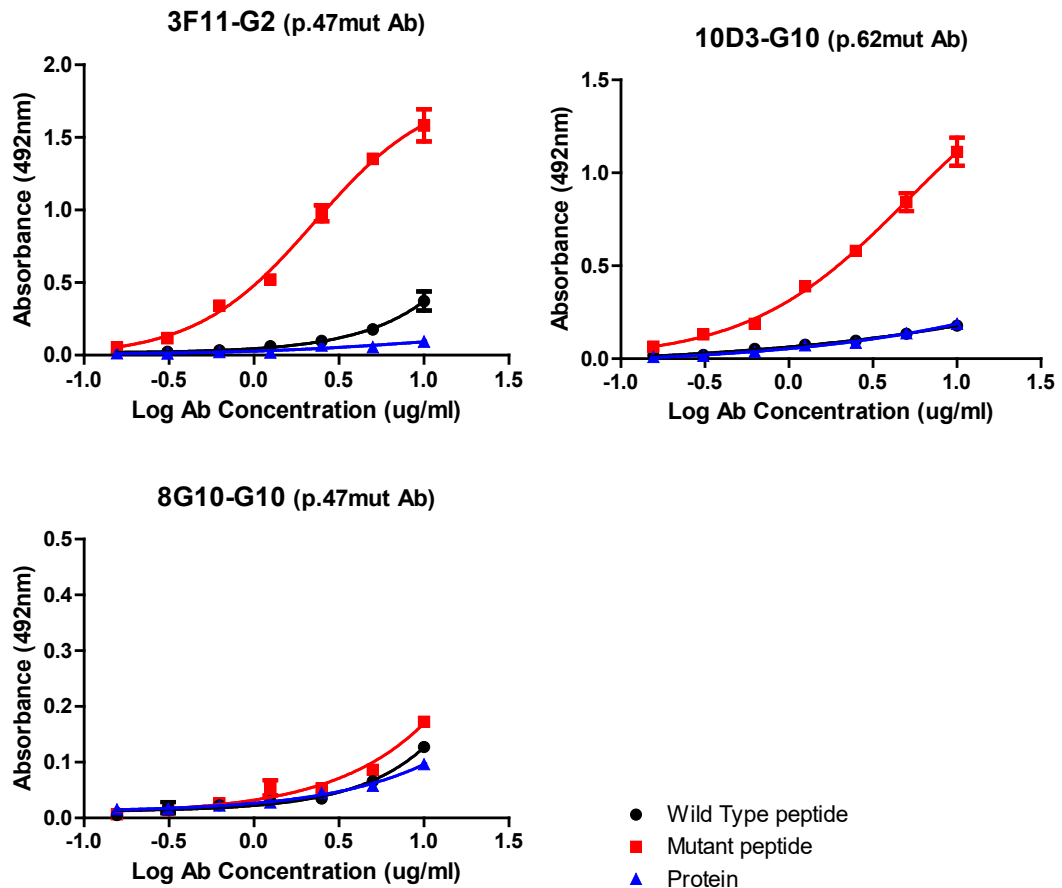 3F11-G2 (p.47mut Ab)
2.0
1.5
1.0
0.5
0.0
Absorbance (492nm)
-1.0 -0.5 0.0 0.5 1.0 1.5
Log Ab Concentration (ug/ml)
10D3-G10 (p.62mut Ab)
1.5
1.0
0.5
0.0
Absorbance (492nm)
-1.0 -0.5 0.0 0.5 1.0 1.5
Log Ab Concentration (ug/ml)
8G10-G10 (p.47mut Ab)
0.5
0.4
0.3
0.2
0.1
0.0
Absorbance (492nm)
-1.0 -0.5 0.0 0.5 1.0 1.5
Log Ab Concentration (ug/ml)
Wild Type peptide
Mutant peptide
Protein